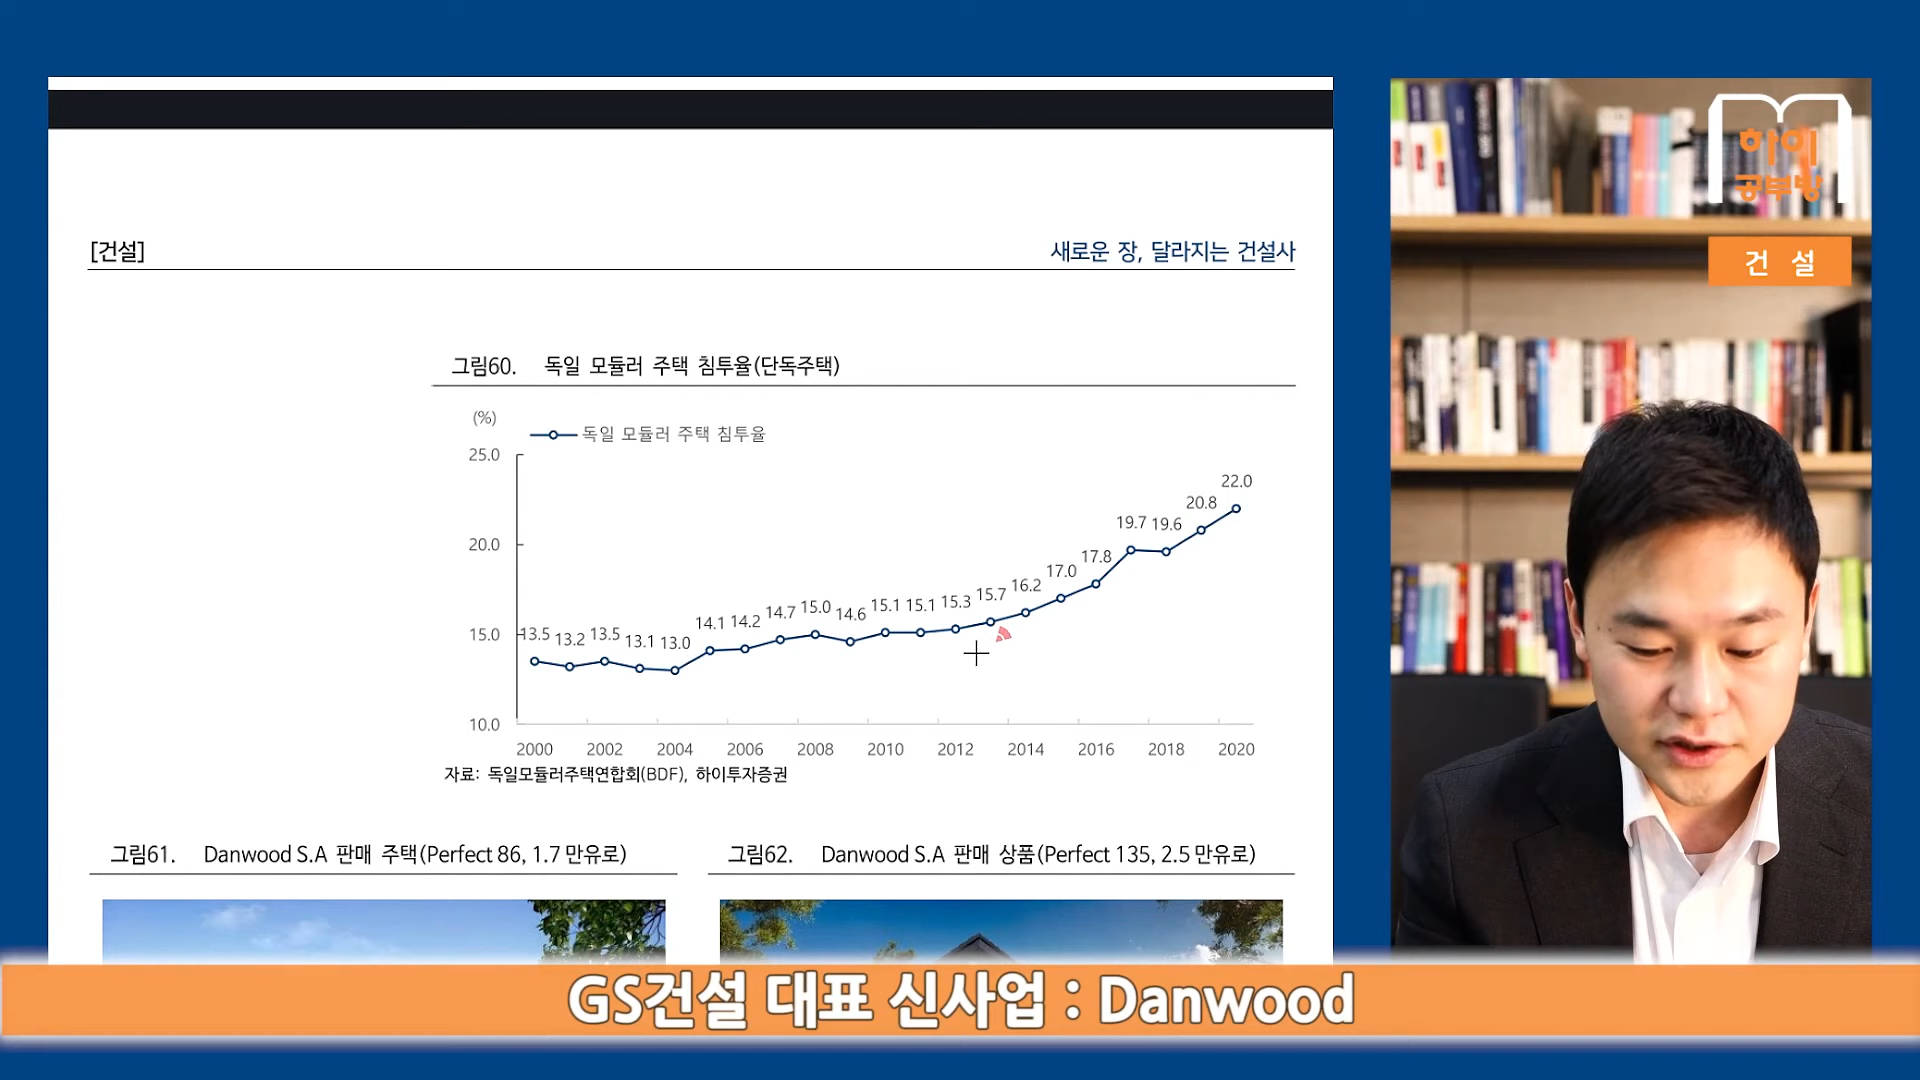 하이
공부방
건 설
[건설]
새로운 장, 달라지는 건설사
그림60. 독일 모듈러 주택 침투율(단독주택)
(%)
독일 모듈러 주택 침투율
25.0
20.0
15.0
10.0
13.5 13.2 13.5 13.1 13.0 14.1 14.2 14.7 15.0 14.6 15.1 15.1 15.3 15.7 16.2 17.0 17.8 19.7 19.6 20.8 22.0
2000 2002 2004 2006 2008 2010 2012 2014 2016 2018 2020
자료: 독일모듈러주택연합회(BDF), 하이투자증권
그림61. Danwood S.A 판매 주택(Perfect 86, 1.7만유로)
그림62. Danwood S.A 판매 상품(Perfect 135, 2.5만유로)
GS건설 대표 신사업 : Danwood